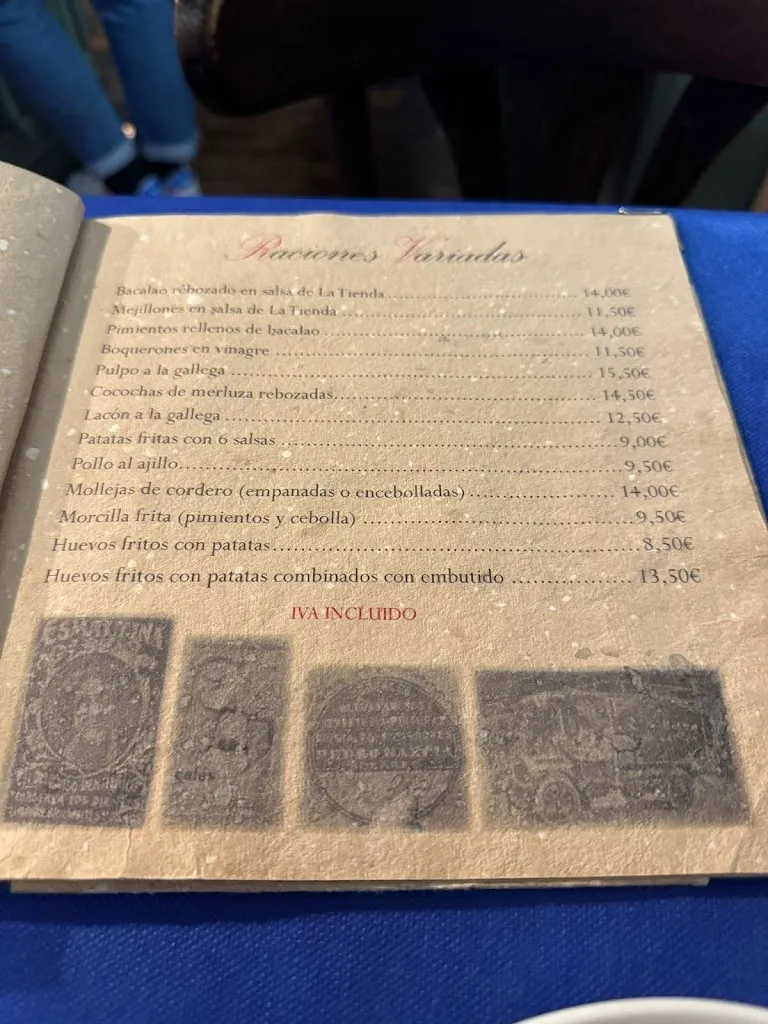 Raciones Variadas
Bacalao rebozado en salsa de La Tienda 14,00€
Mejillones en salsa de La Tienda 11,50€
Pimientos rellenos de bacalao 14,00€
Boquerones en vinagre 11,50€
Pulpo a la gallega 15,50€
Cocochas de merluza rebozadas 14,50€
Lacón a la gallega 12,50€
Patatas fritas con 6 salsas 9,00€
Pollo al ajillo 9,50€
Mollejas de cordero (empanadas o encebolladas) 14,00€
Morcilla frita (pimientos y cebolla) 9,50€
Huevos fritos con patatas 8,50€
Huevos fritos con patatas combinados con embutido 13,50€
IVA INCLUIDO
cafés